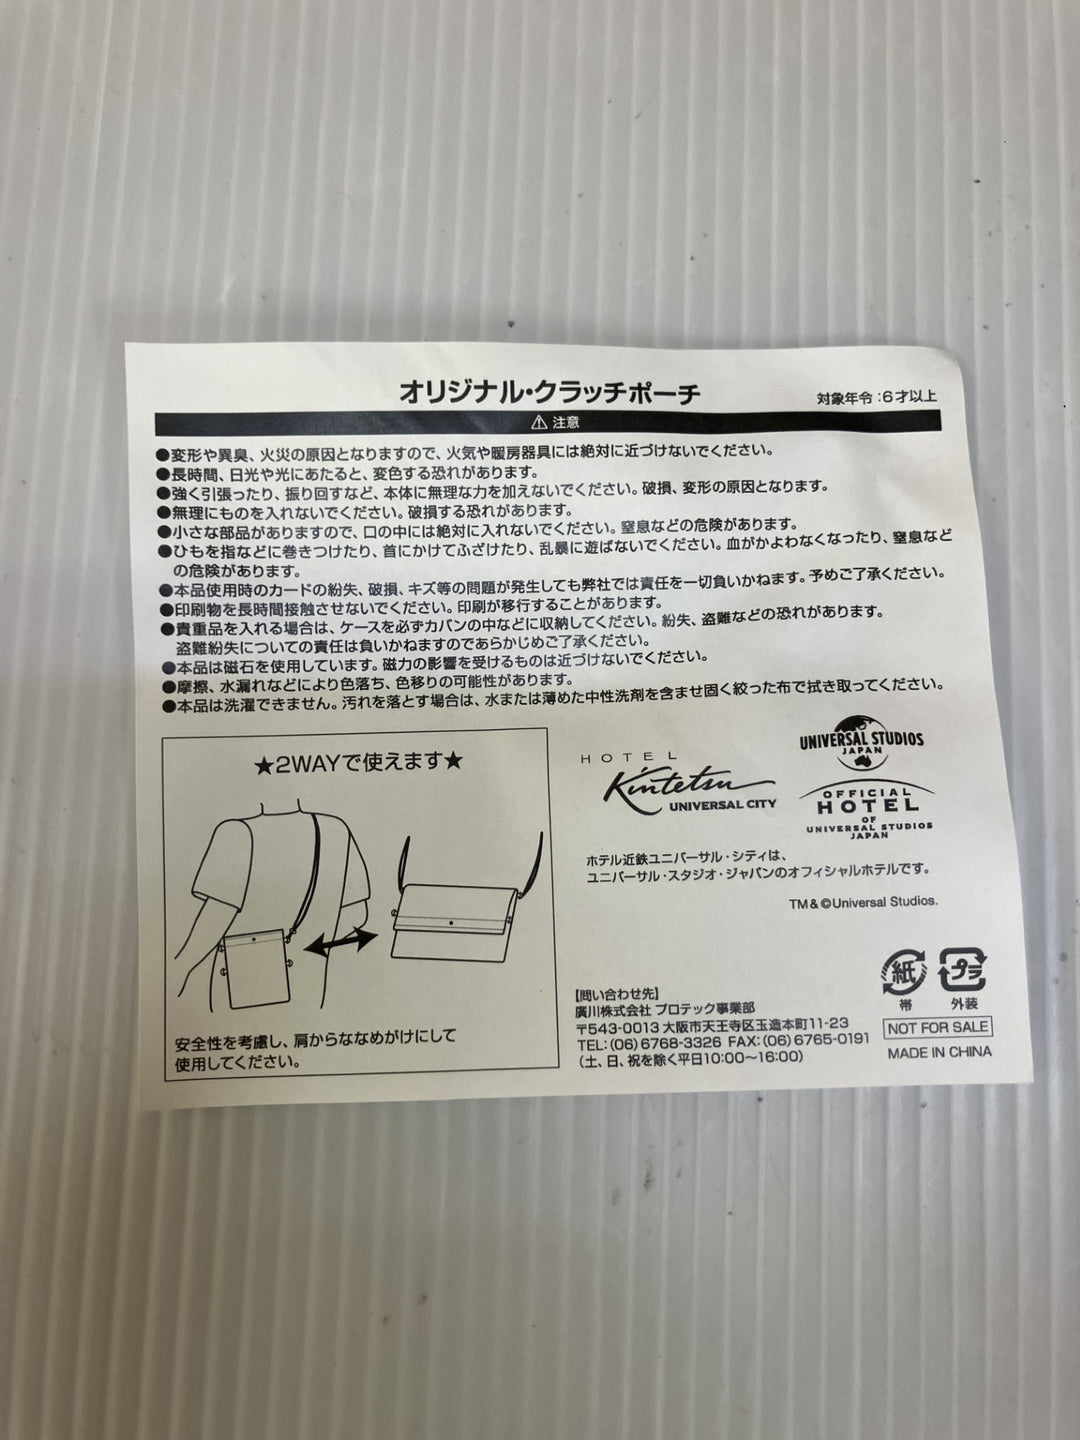 オリジナル・クラッチポーチ
対象年令：6才以上
⚠ 注意
●変形や異臭、火災の原因となりますので、火気や暖房器具には絶対に近づけないでください。
●長時間、日光や光にあたると、変色する恐れがあります。
●強く引張ったり、振り回すなど、本体に無理な力を加えないでください。破損、変形の原因となります。
●無理にものを入れないでください。破損する恐れがあります。
●小さな部品がありますので、口の中には絶対に入れないでください。窒息などの危険があります。
●ひもを指などに巻きつけたり、首にかけてふざけたり、乱暴に遊ばないでください。血がかよわなくなったり、窒息など
の危険があります。
●本品使用時のカードの紛失、破損、キズ等の問題が発生しても弊社では責任を一切負いかねます。予めご了承ください。
●印刷物を長時間接触させないでください。印刷が移行することがあります。
●貴重品を入れる場合は、ケースを必ずカバンの中などに収納してください。紛失、盗難などの恐れがあります。
盗難紛失についての責任は負いかねますのであらかじめご了承ください。
●本品は磁石を使用しています。磁力の影響を受けるものは近づけないでください。
●摩擦、水漏れなどにより色落ち、色移りの可能性があります。
●本品は洗濯できません。汚れを落とす場合は、水または薄めた中性洗剤を含ませ固く絞った布で拭き取ってください。
★2WAYで使えます★
安全性を考慮し、肩からななめがけにして
使用してください。
HOTEL
Kintetsu
UNIVERSAL CITY
UNIVERSAL STUDIOS
JAPAN
OFFICIAL
HOTEL
OF
UNIVERSAL STUDIOS
JAPAN
ホテル近鉄ユニバーサル・シティは、
ユニバーサル・スタジオ・ジャパンのオフィシャルホテルです。
TM&©Universal Studios.
【問い合わせ先】
廣川株式会社 プロテック事業部
〒543-0013 大阪市天王寺区玉造本町11-23
TEL:(06)6768-3326 FAX:(06)6765-0191
(土、日、祝を除く平日10:00～16:00)
紙 プラ
帯 外装
NOT FOR SALE
MADE IN CHINA